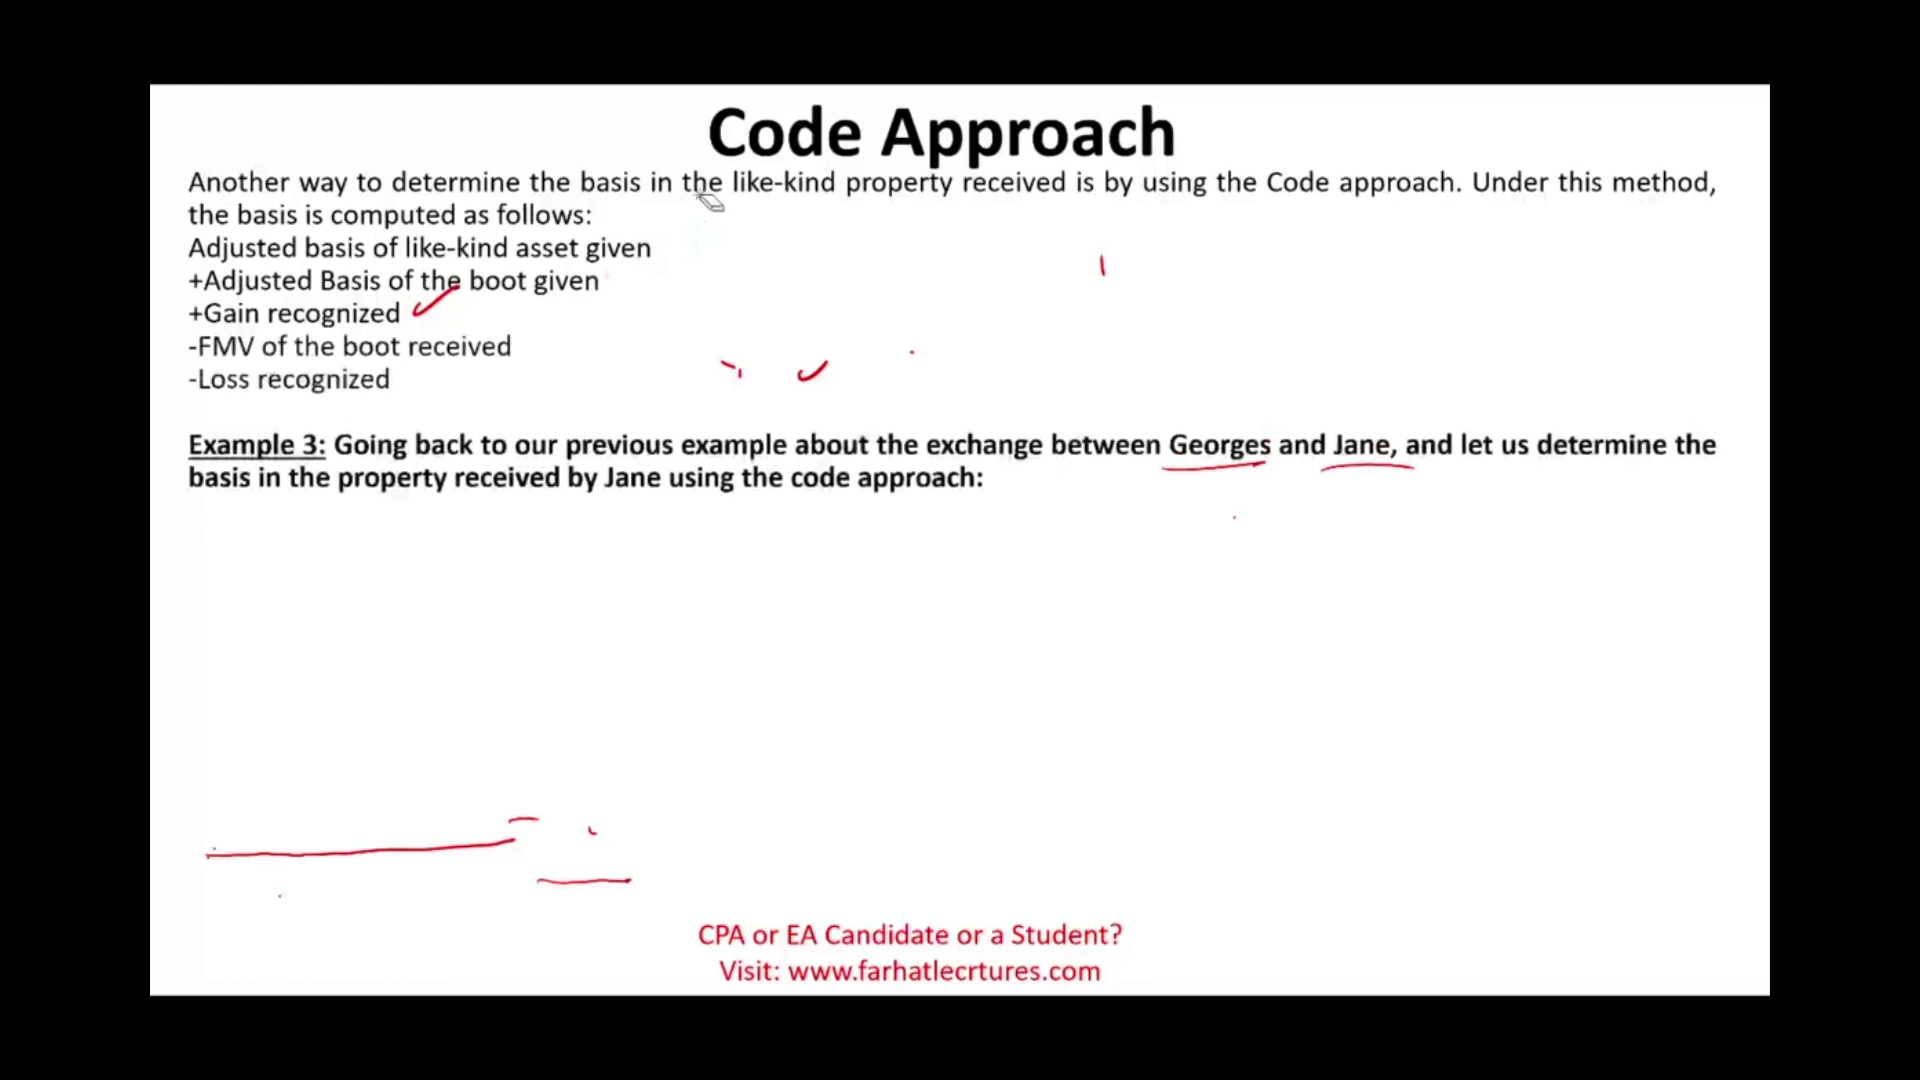 Code Approach
Another way to determine the basis in the like-kind property received is by using the Code approach. Under this method,
the basis is computed as follows:
Adjusted basis of like-kind asset given
+Adjusted Basis of the boot given
+Gain recognized
-FMV of the boot received
-Loss recognized
Example 3: Going back to our previous example about the exchange between Georges and Jane, and let us determine the
basis in the property received by Jane using the code approach:
CPA or EA Candidate or a Student?
Visit: www.farhatlecrtures.com